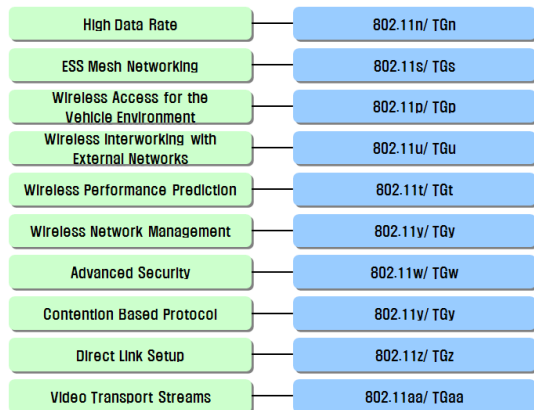 High Data Rate
802.11n/ TGn
ESS Mesh Networking
802.11s/ TGs
Wireless Access for the
Vehicle Environment
802.11p/ TGp
Wireless Interworking with
External Networks
802.11u/ TGu
Wireless Performance Prediction
802.11t/ TGt
Wireless Network Management
802.11y/ TGy
Advanced Security
802.11w/ TGw
Contention Based Protocol
802.11y/ TGy
Direct Link Setup
802.11z/ TGz
Video Transport Streams
802.11aa/ TGaa